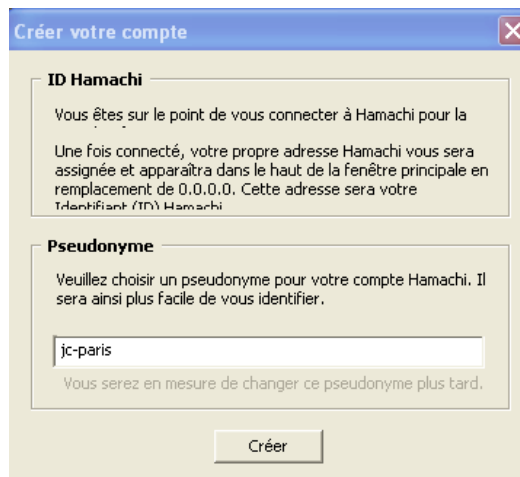 Créer votre compte
ID Hamachi
Vous êtes sur le point de vous connecter à Hamachi pour la
Une fois connecté, votre propre adresse Hamachi vous sera
assignée et apparaîtra dans le haut de la fenêtre principale en
remplacement de 0.0.0.0. Cette adresse sera votre
Identifiant (ID) Hamachi
Pseudonyme
Veuillez choisir un pseudonyme pour votre compte Hamachi. Il
sera ainsi plus facile de vous identifier.
jc-paris
Vous serez en mesure de changer ce pseudonyme plus tard.
Créer